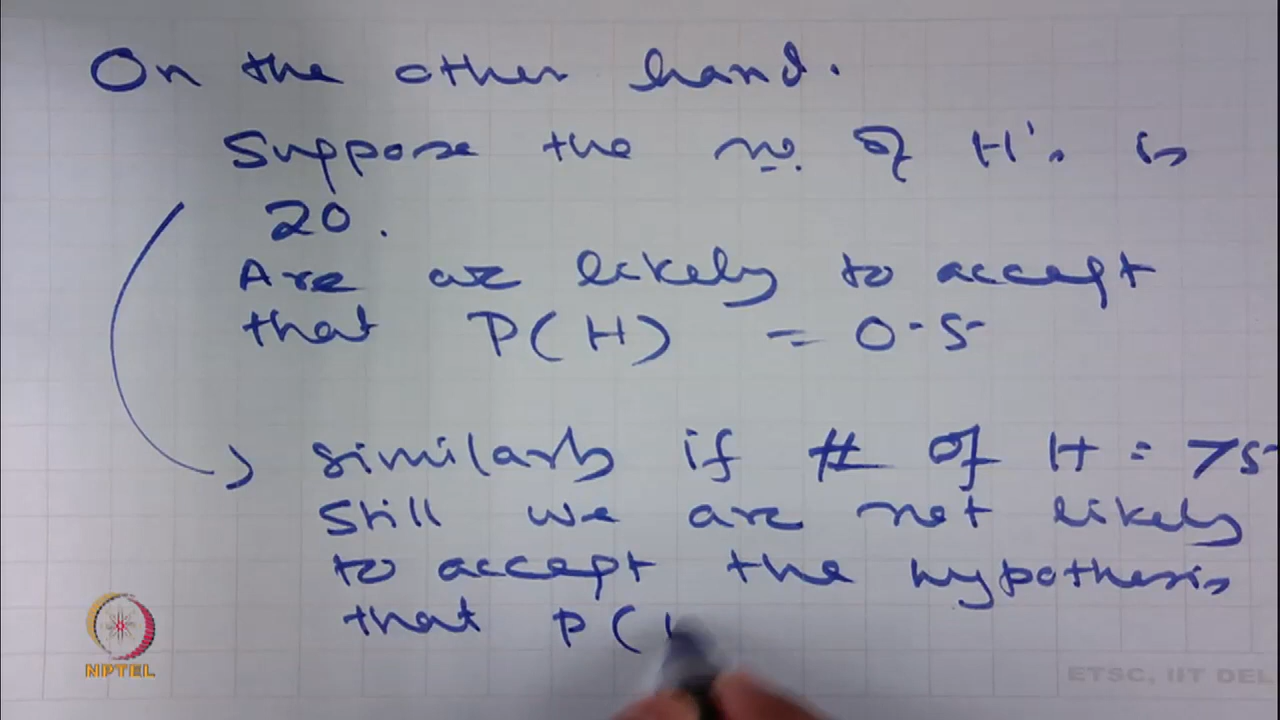 On the other hand.
Suppose the no. of H's is
20.
Are we likely to accept
that P(H) = 0.5
similarly if # of H = 75
still we are not likely
to accept the hypothesis
that P(
NPTEL
ETSC, IIT DEL